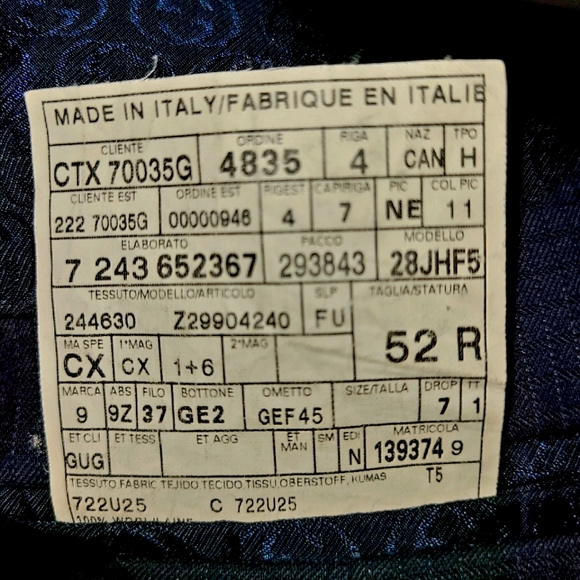 MADE IN ITALY/FABRIQUE EN ITALIE
CLIENTE ORDINE RIGA NAZ TPO
CTX 70035G 4835 4 CAN H
CLIENTE EST ORDINE EST RIGEST CAPIRIGA PIC COL PIC
222 70035G 00000946 4 7 NE 11
ELABORATO PACCO MODELLO
7 243 652367 293843 28JHF5
TESSUTO/MODELLO/ARTICOLO SLP TAGLIA/STATURA
244630 Z29904240 FU 52 R
MA SPE 1°MAG 2°MAG
CX CX 1+6
MARCA ABS FILO BOTTONE OMETTO SIZE/TALLA DROP TT
9 9Z 37 GE2 GEF45 7 1
ET CLI ET TESS ET AGG ET MAN SM EDI MATRICOLA
GUG N 139374 9
TESSUTO FABRIC TEJIDO TECIDO TISSU OBERSTOFF, KUMAS T5
722U25 C 722U25
100% WOOL/LAINE